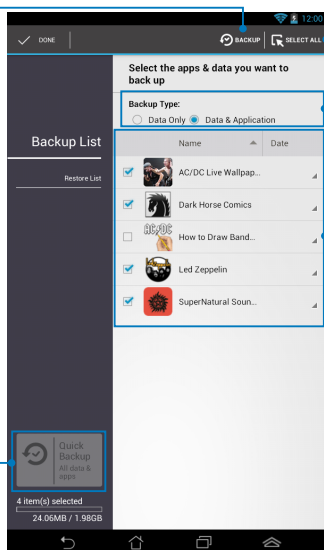 12:00
DONE
BACKUP
SELECT ALL
Select the apps & data you want to
back up
Backup Type:
Data Only
Data & Application
Backup List
Restore List
Name
Date
AC/DC Live Wallpap...
Dark Horse Comics
AC/DC
How to Draw Band...
Led Zeppelin
SuperNatural Soun...
Quick
Backup
All data &
apps
4 item(s) selected
24.06MB / 1.98GB